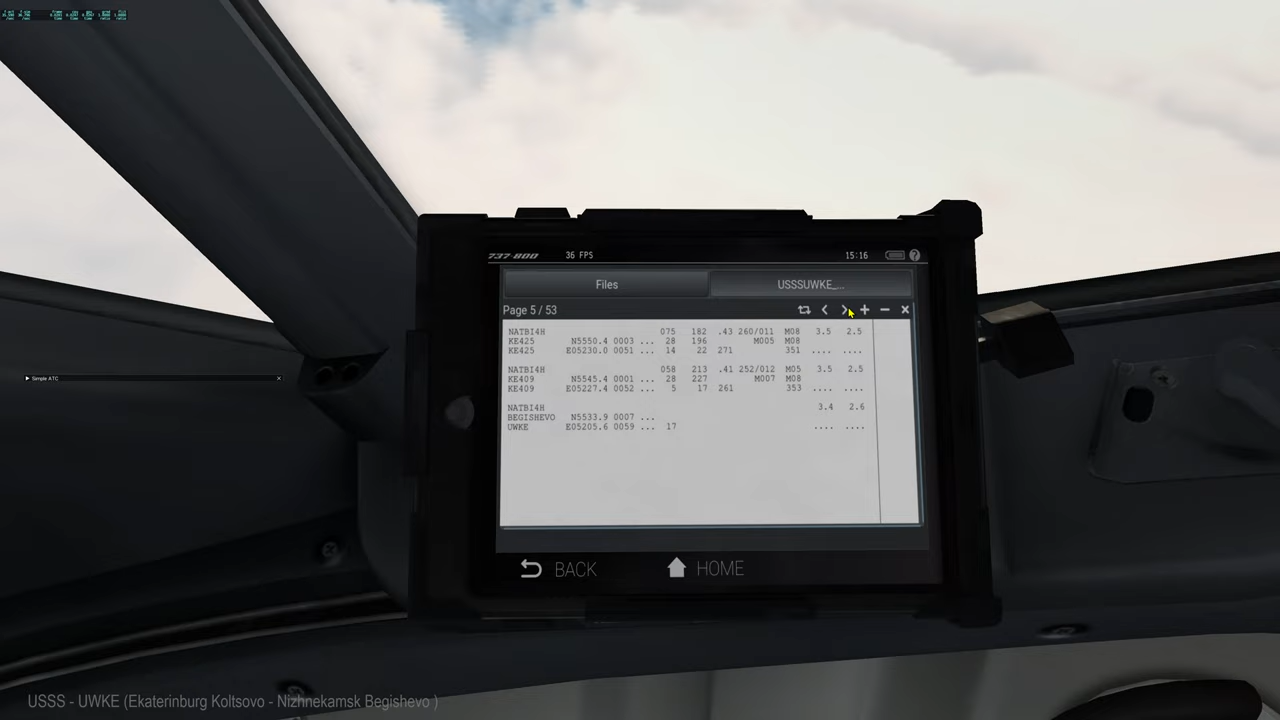 737-800 36 FPS 15:16 ?
Files USSSUWKE_...
Page 5 / 53
NATBI4H 075 182 .43 260/011 M08 3.5 2.5
KE425 N5550.4 0003 ... 28 196 M005 M08
KE425 E05230.0 0051 ... 14 22 271 351 .... ....
NATBI4H 058 213 .41 252/012 M05 3.5 2.5
KE409 N5545.4 0001 ... 28 227 M007 M08
KE409 E05227.4 0052 ... 5 17 261 353 .... ....
NATBI4H 3.4 2.6
BEGISHEVO N5533.9 0007 ...
UWKE E05205.6 0059 ... 17 .... ....
Simple ATC
BACK HOME
USSS - UWKE (Ekaterinburg Koltsovo - Nizhnekamsk Begishevo )